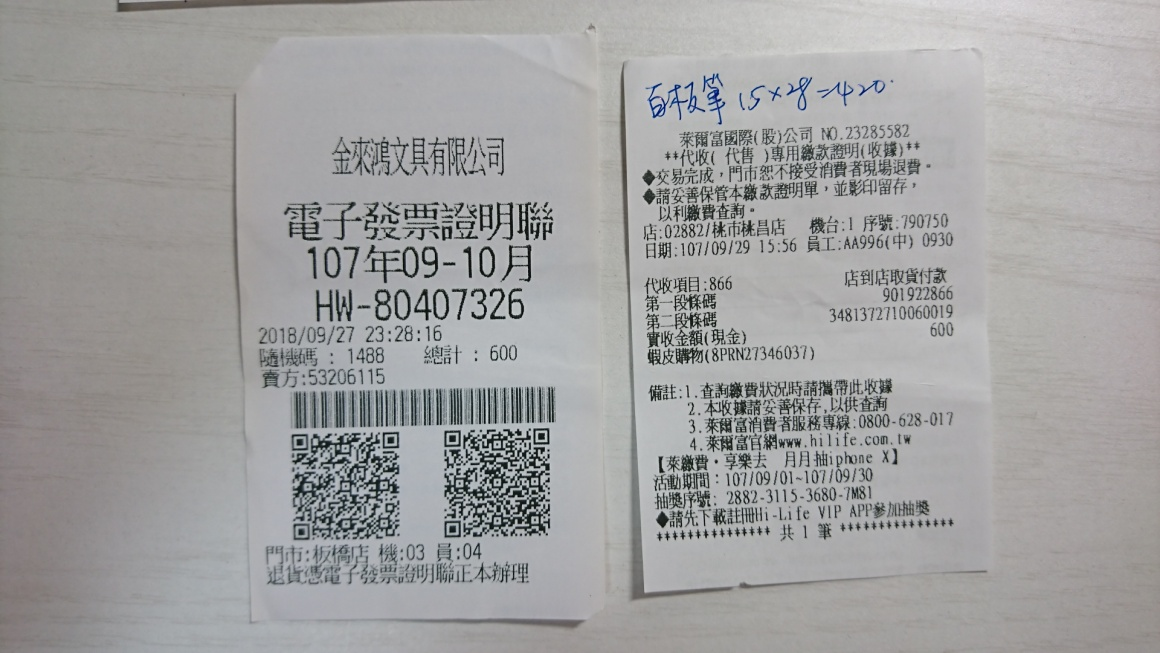 金來鴻文具有限公司
電子發票證明聯
107年09-10月
HW-80407326
2018/09/27 23:28:16
隨機碼 : 1488 總計 : 600
賣方:53206115
門市:板橋店 機:03 員:04
退貨憑電子發票證明聯正本辦理
白板筆 15×28=420
萊爾富國際(股)公司 NO.23285582
**代收( 代售 )專用繳款證明(收據)**
◆交易完成，門市恕不接受消費者現場退費。
◆請妥善保管本繳款證明單，並影印留存，
以利繳費查詢。
店:02882/桃市桃昌店 機台:1 序號:790750
日期:107/09/29 15:56 員工:AA996(中) 0930
代收項目:866 店到店取貨付款
第一段條碼 901922866
第二段條碼 3481372710060019
實收金額(現金) 600
蝦皮購物(8PRN27346037)
備註:1.查詢繳費狀況時請攜帶此收據
2.本收據請妥善保存,以供查詢
3.萊爾富消費者服務專線:0800-628-017
4.萊爾富官網www.hilife.com.tw
【萊繳費‧享樂去 月月抽iphone X】
活動期間：107/09/01~107/09/30
抽獎序號: 2882-3115-3680-7M81
◆請先下載註冊Hi-Life VIP APP參加抽獎
*************** 共 1 筆 ***************